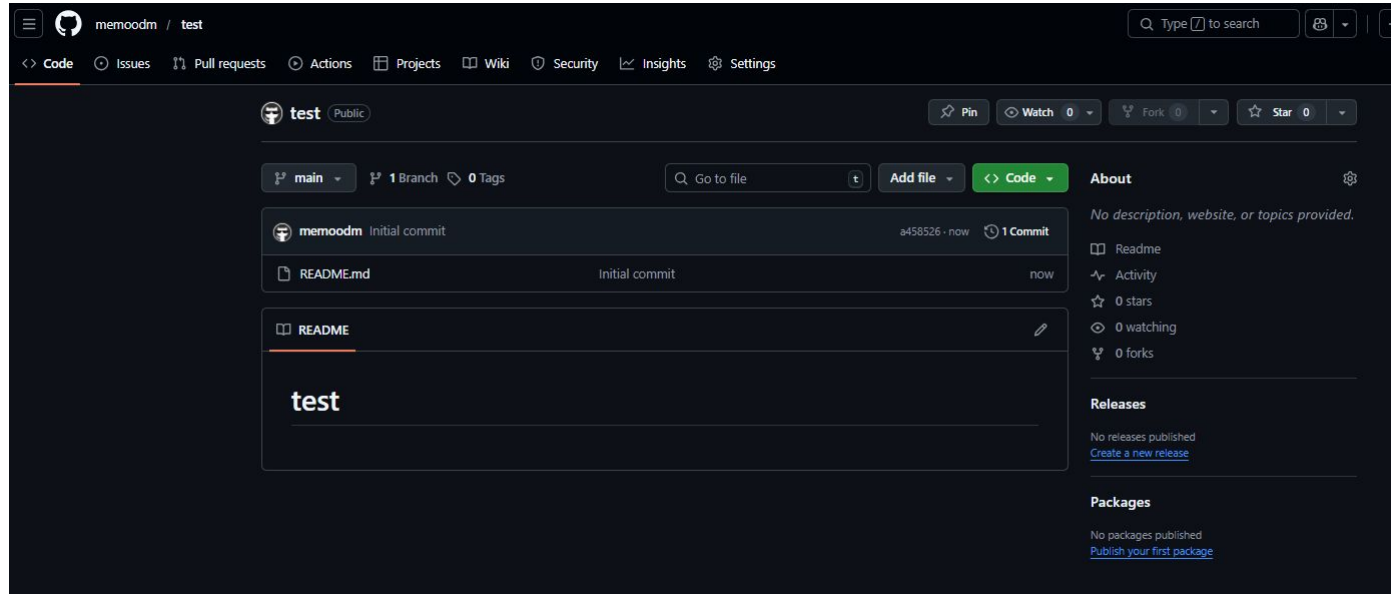 memoodm / test
Type / to search
Code Issues Pull requests Actions Projects Wiki Security Insights Settings
test Public
Pin Watch 0 Fork 0 Star 0
main 1 Branch 0 Tags Go to file t Add file Code
About
No description, website, or topics provided.
memoodm Initial commit a458526 · now 1 Commit
Readme
README.md Initial commit now
Activity
0 stars
README
0 watching
0 forks
test
Releases
No releases published
Create a new release
Packages
No packages published
Publish your first package